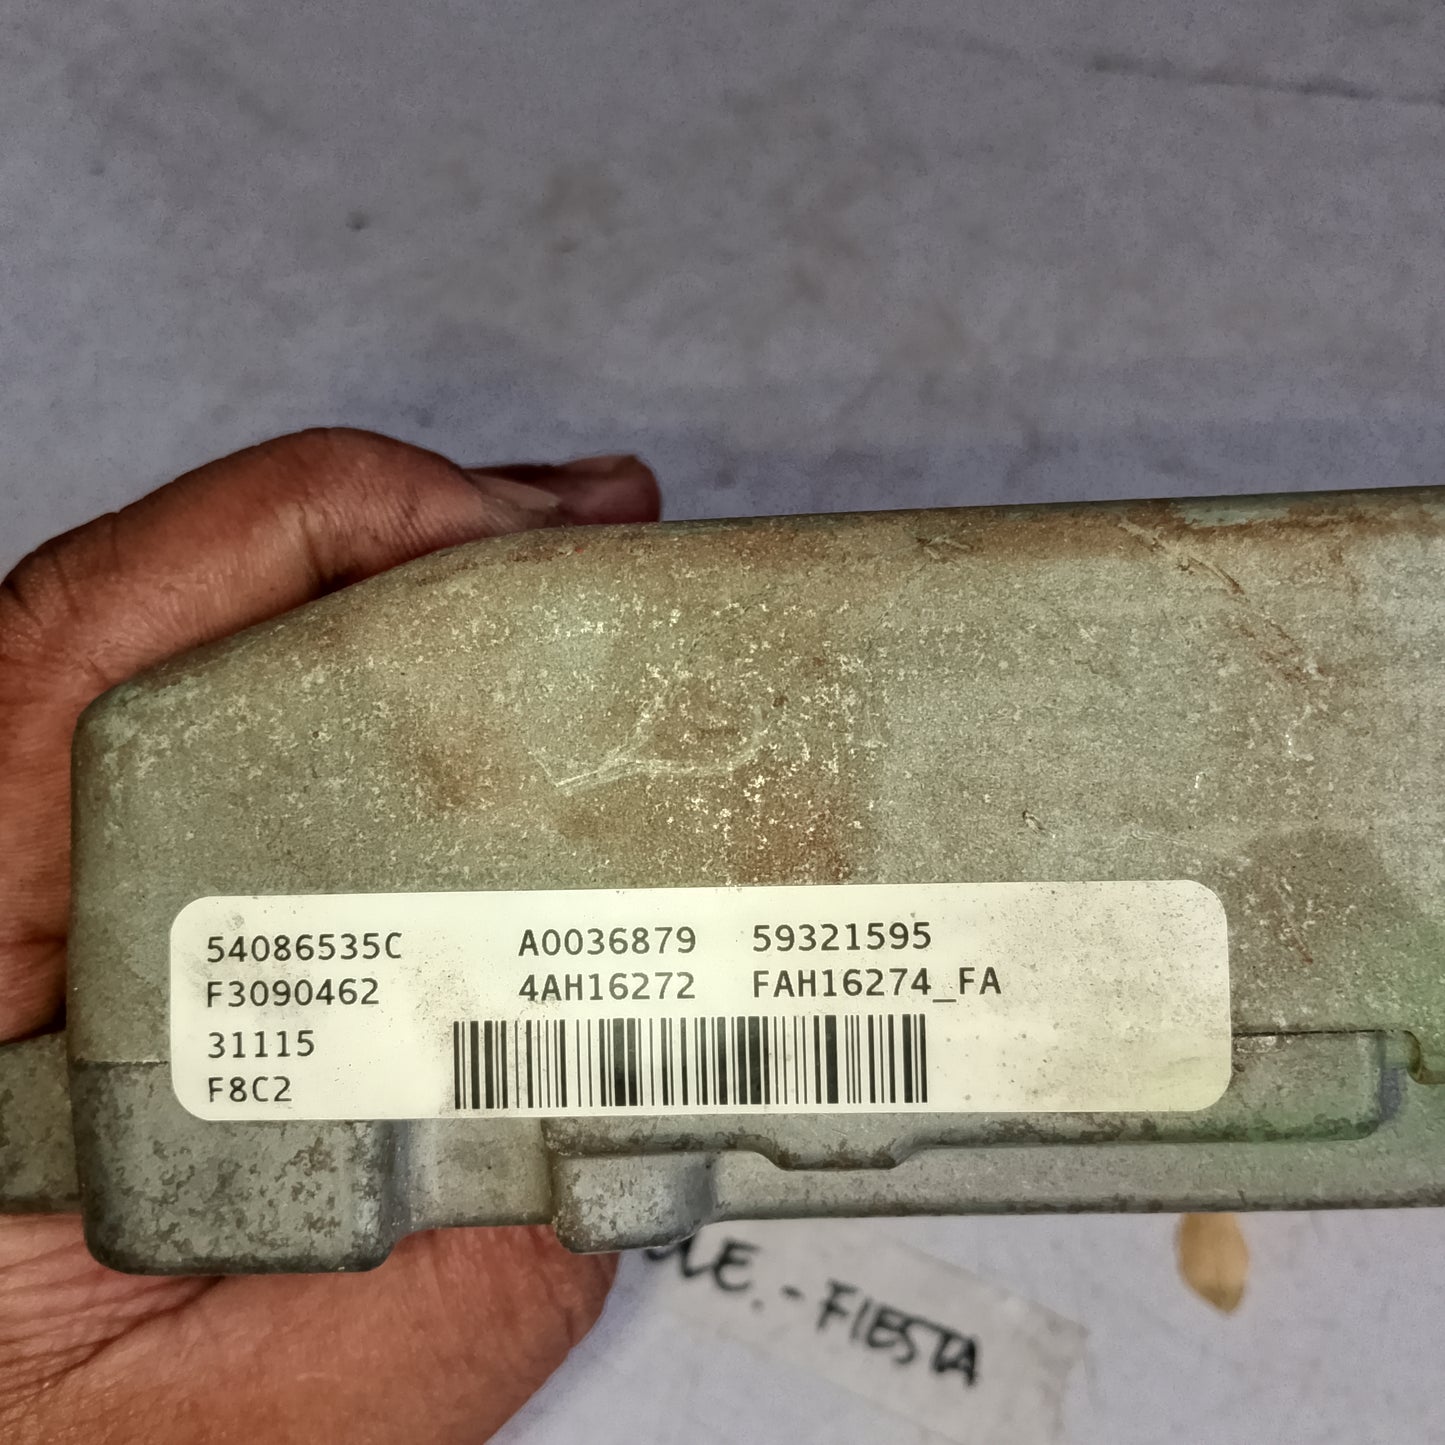 54086535C A0036879 59321595
F3090462 4AH16272 FAH16274_FA
31115
F8C2
- FIESTA